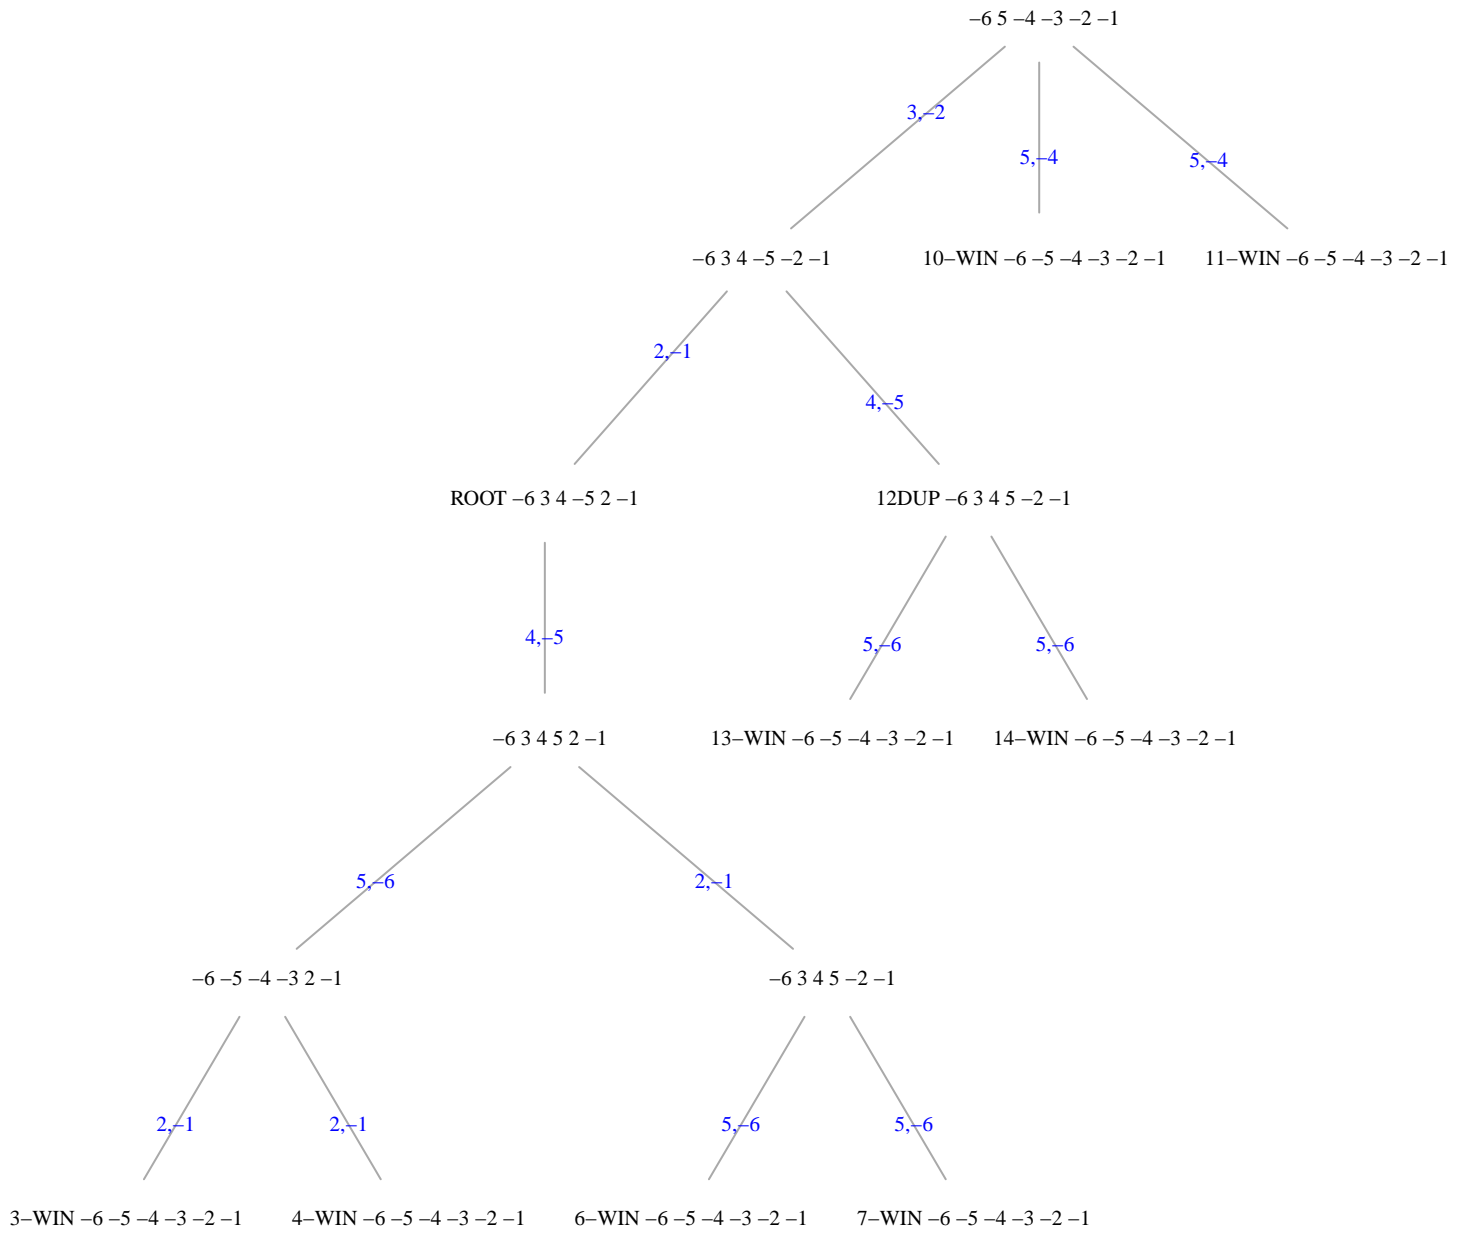 –6 5 –4 –3 –2 –1
3,–2
5,–4
5,–4
–6 3 4 –5 –2 –1
10–WIN –6 –5 –4 –3 –2 –1
11–WIN –6 –5 –4 –3 –2 –1
2,–1
4,–5
ROOT –6 3 4 –5 2 –1
12DUP –6 3 4 5 –2 –1
4,–5
5,–6
5,–6
–6 3 4 5 2 –1
13–WIN –6 –5 –4 –3 –2 –1
14–WIN –6 –5 –4 –3 –2 –1
5,–6
2,–1
–6 –5 –4 –3 2 –1
–6 3 4 5 –2 –1
2,–1
2,–1
5,–6
5,–6
3–WIN –6 –5 –4 –3 –2 –1
4–WIN –6 –5 –4 –3 –2 –1
6–WIN –6 –5 –4 –3 –2 –1
7–WIN –6 –5 –4 –3 –2 –1